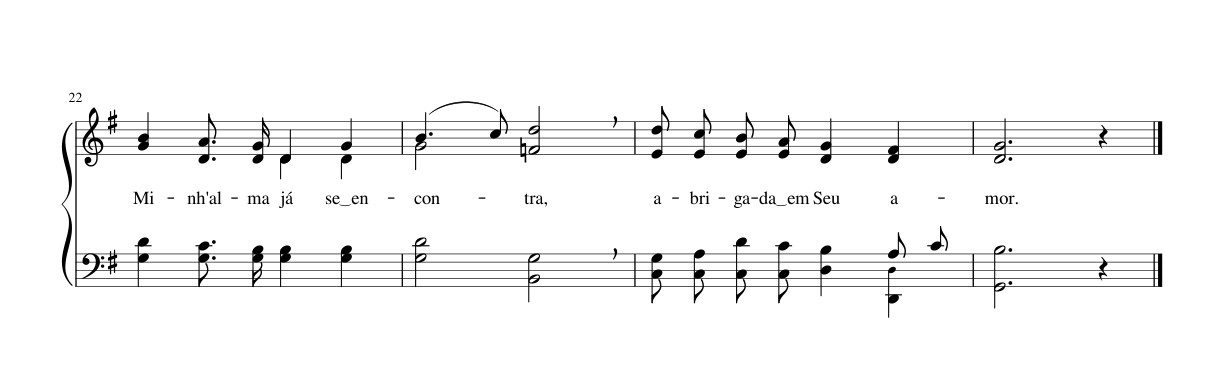 22
Mi - nh'al - ma já se_en - con - tra, a - bri - ga-da_em Seu a - mor.